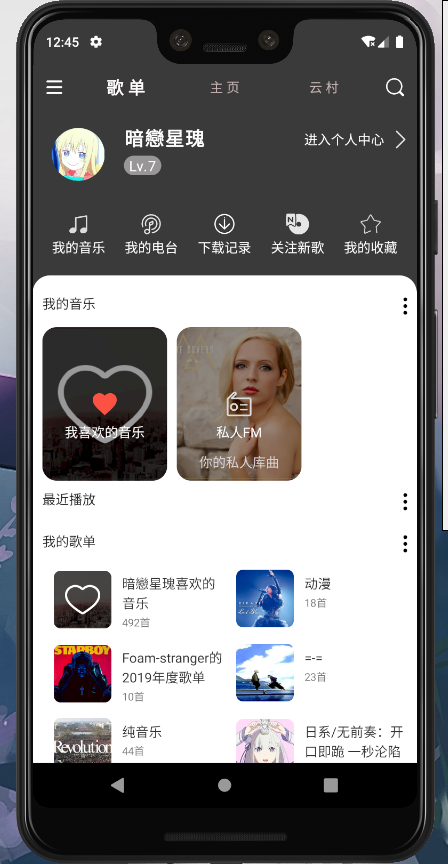 12:45
歌单
主页
云村
暗戀星瑰
进入个人中心
Lv.7
我的音乐
我的电台
下载记录
关注新歌
我的收藏
我的音乐
我喜欢的音乐
私人FM
你的私人库曲
最近播放
我的歌单
暗戀星瑰喜欢的
音乐
492首
动漫
18首
STARBOY
Foam-stranger的
2019年度歌单
10首
=-=
23首
Revolution
纯音乐
44首
日系/无前奏：开
口即跪 一秒沦陷